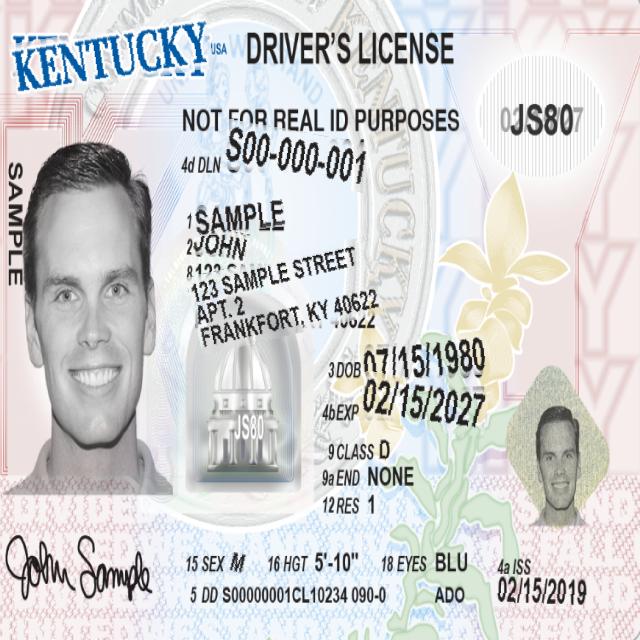 KENTUCKY USA DRIVER'S LICENSE
NOT FOR REAL ID PURPOSES
JS80
4d DLN S00-000-001
SAMPLE
1 SAMPLE
2 JOHN
8 123 SAMPLE STREET
APT. 2
FRANKFORT, KY 40622
3 DOB 07/15/1980
4b EXP 02/15/2027
JS80
9 CLASS D
9a END NONE
12 RES 1
John Sample
15 SEX M 16 HGT 5'-10" 18 EYES BLU
4a ISS
5 DD S00000001CL10234 090-0 ADO 02/15/2019